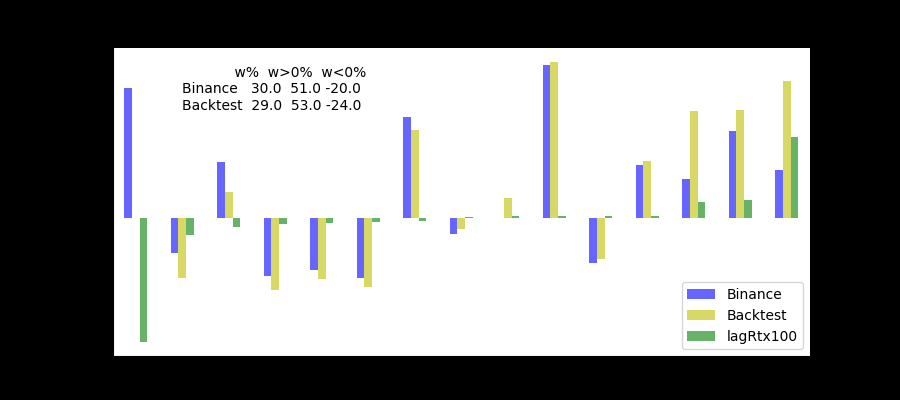 w% w>0% w<0%
Binance 30.0 51.0 -20.0
Backtest 29.0 53.0 -24.0
Binance
Backtest
lagRtx100